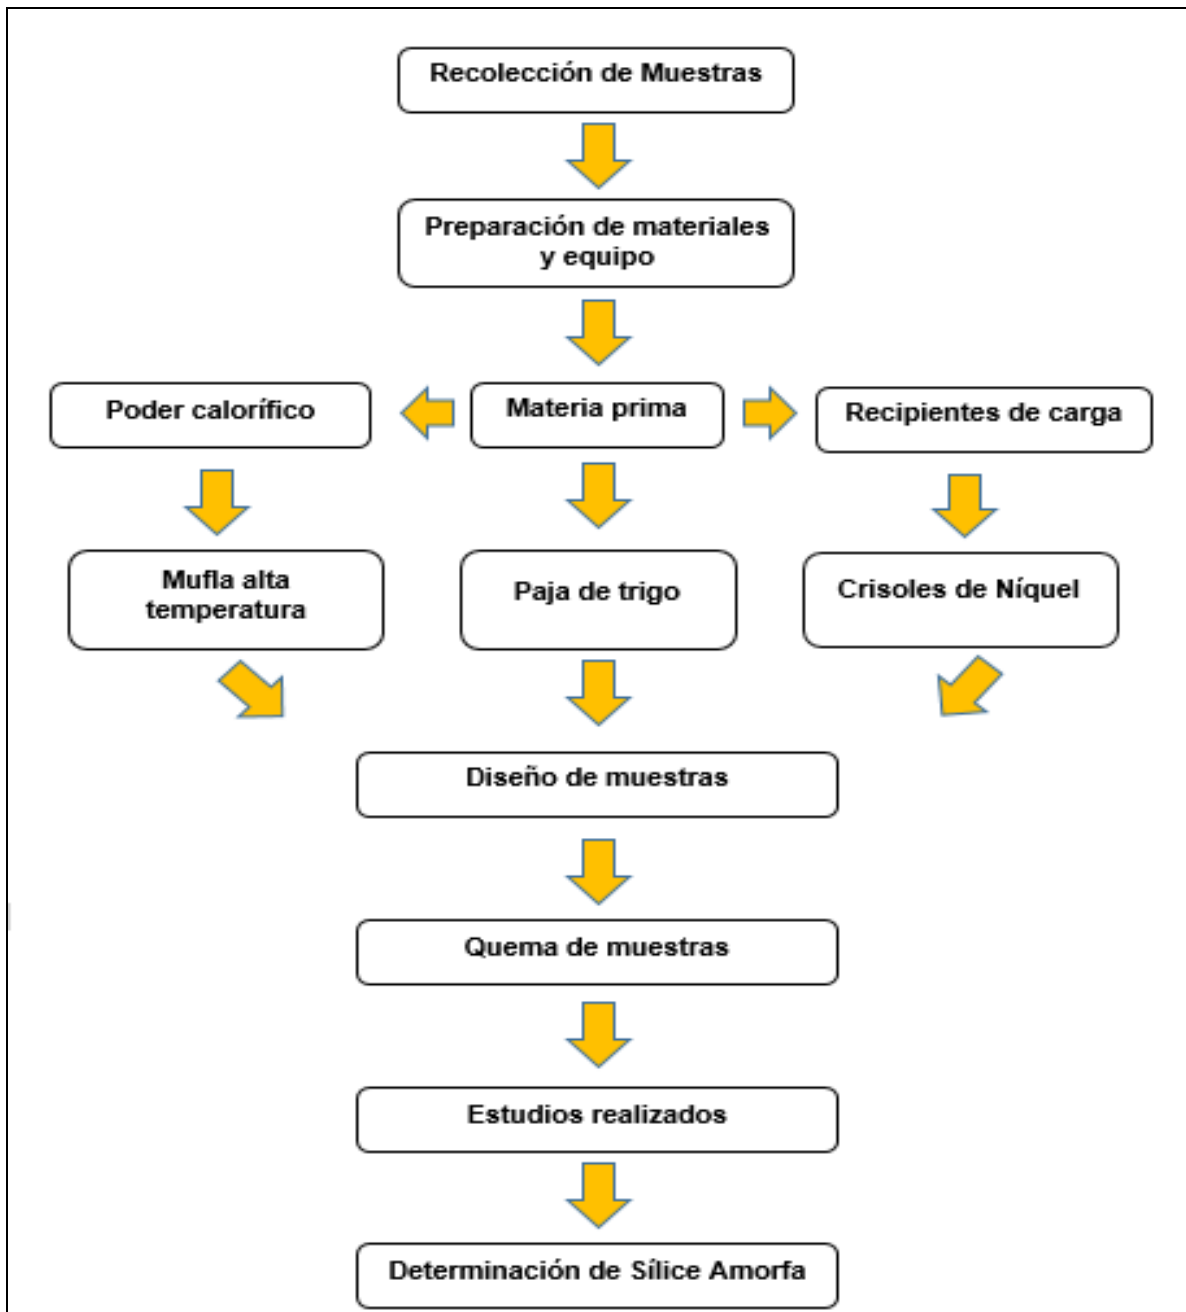 Recolección de Muestras
Preparación de materiales
y equipo
Poder calorífico
Materia prima
Recipientes de carga
Mufla alta
temperatura
Paja de trigo
Crisoles de Níquel
Diseño de muestras
Quema de muestras
Estudios realizados
Determinación de Sílice Amorfa